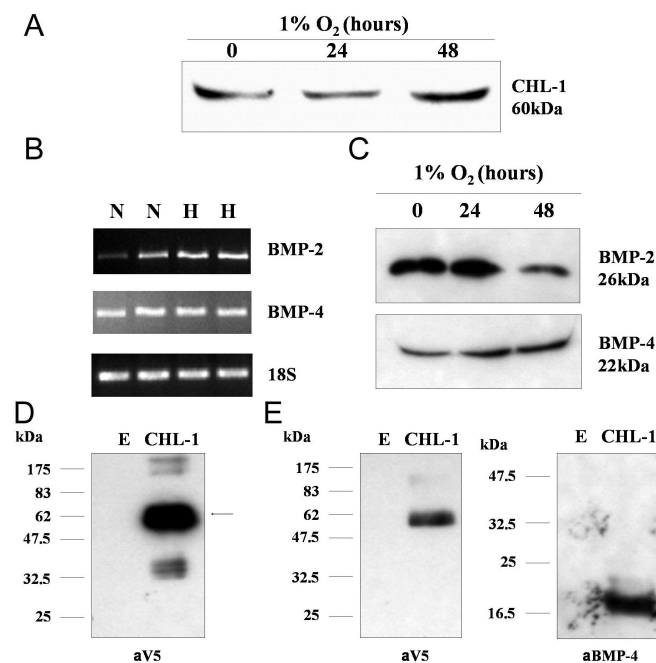 A
1% O2 (hours)
0 24 48
CHL-1
60kDa
B
N N H H
BMP-2
BMP-4
18S
C
1% O2 (hours)
0 24 48
BMP-2
26kDa
BMP-4
22kDa
D
kDa E CHL-1
175
83
62
47.5
32.5
25
aV5
E
kDa E CHL-1
175
83
62
47.5
32.5
25
aV5
kDa E CHL-1
47.5
32.5
25
16.5
aBMP-4